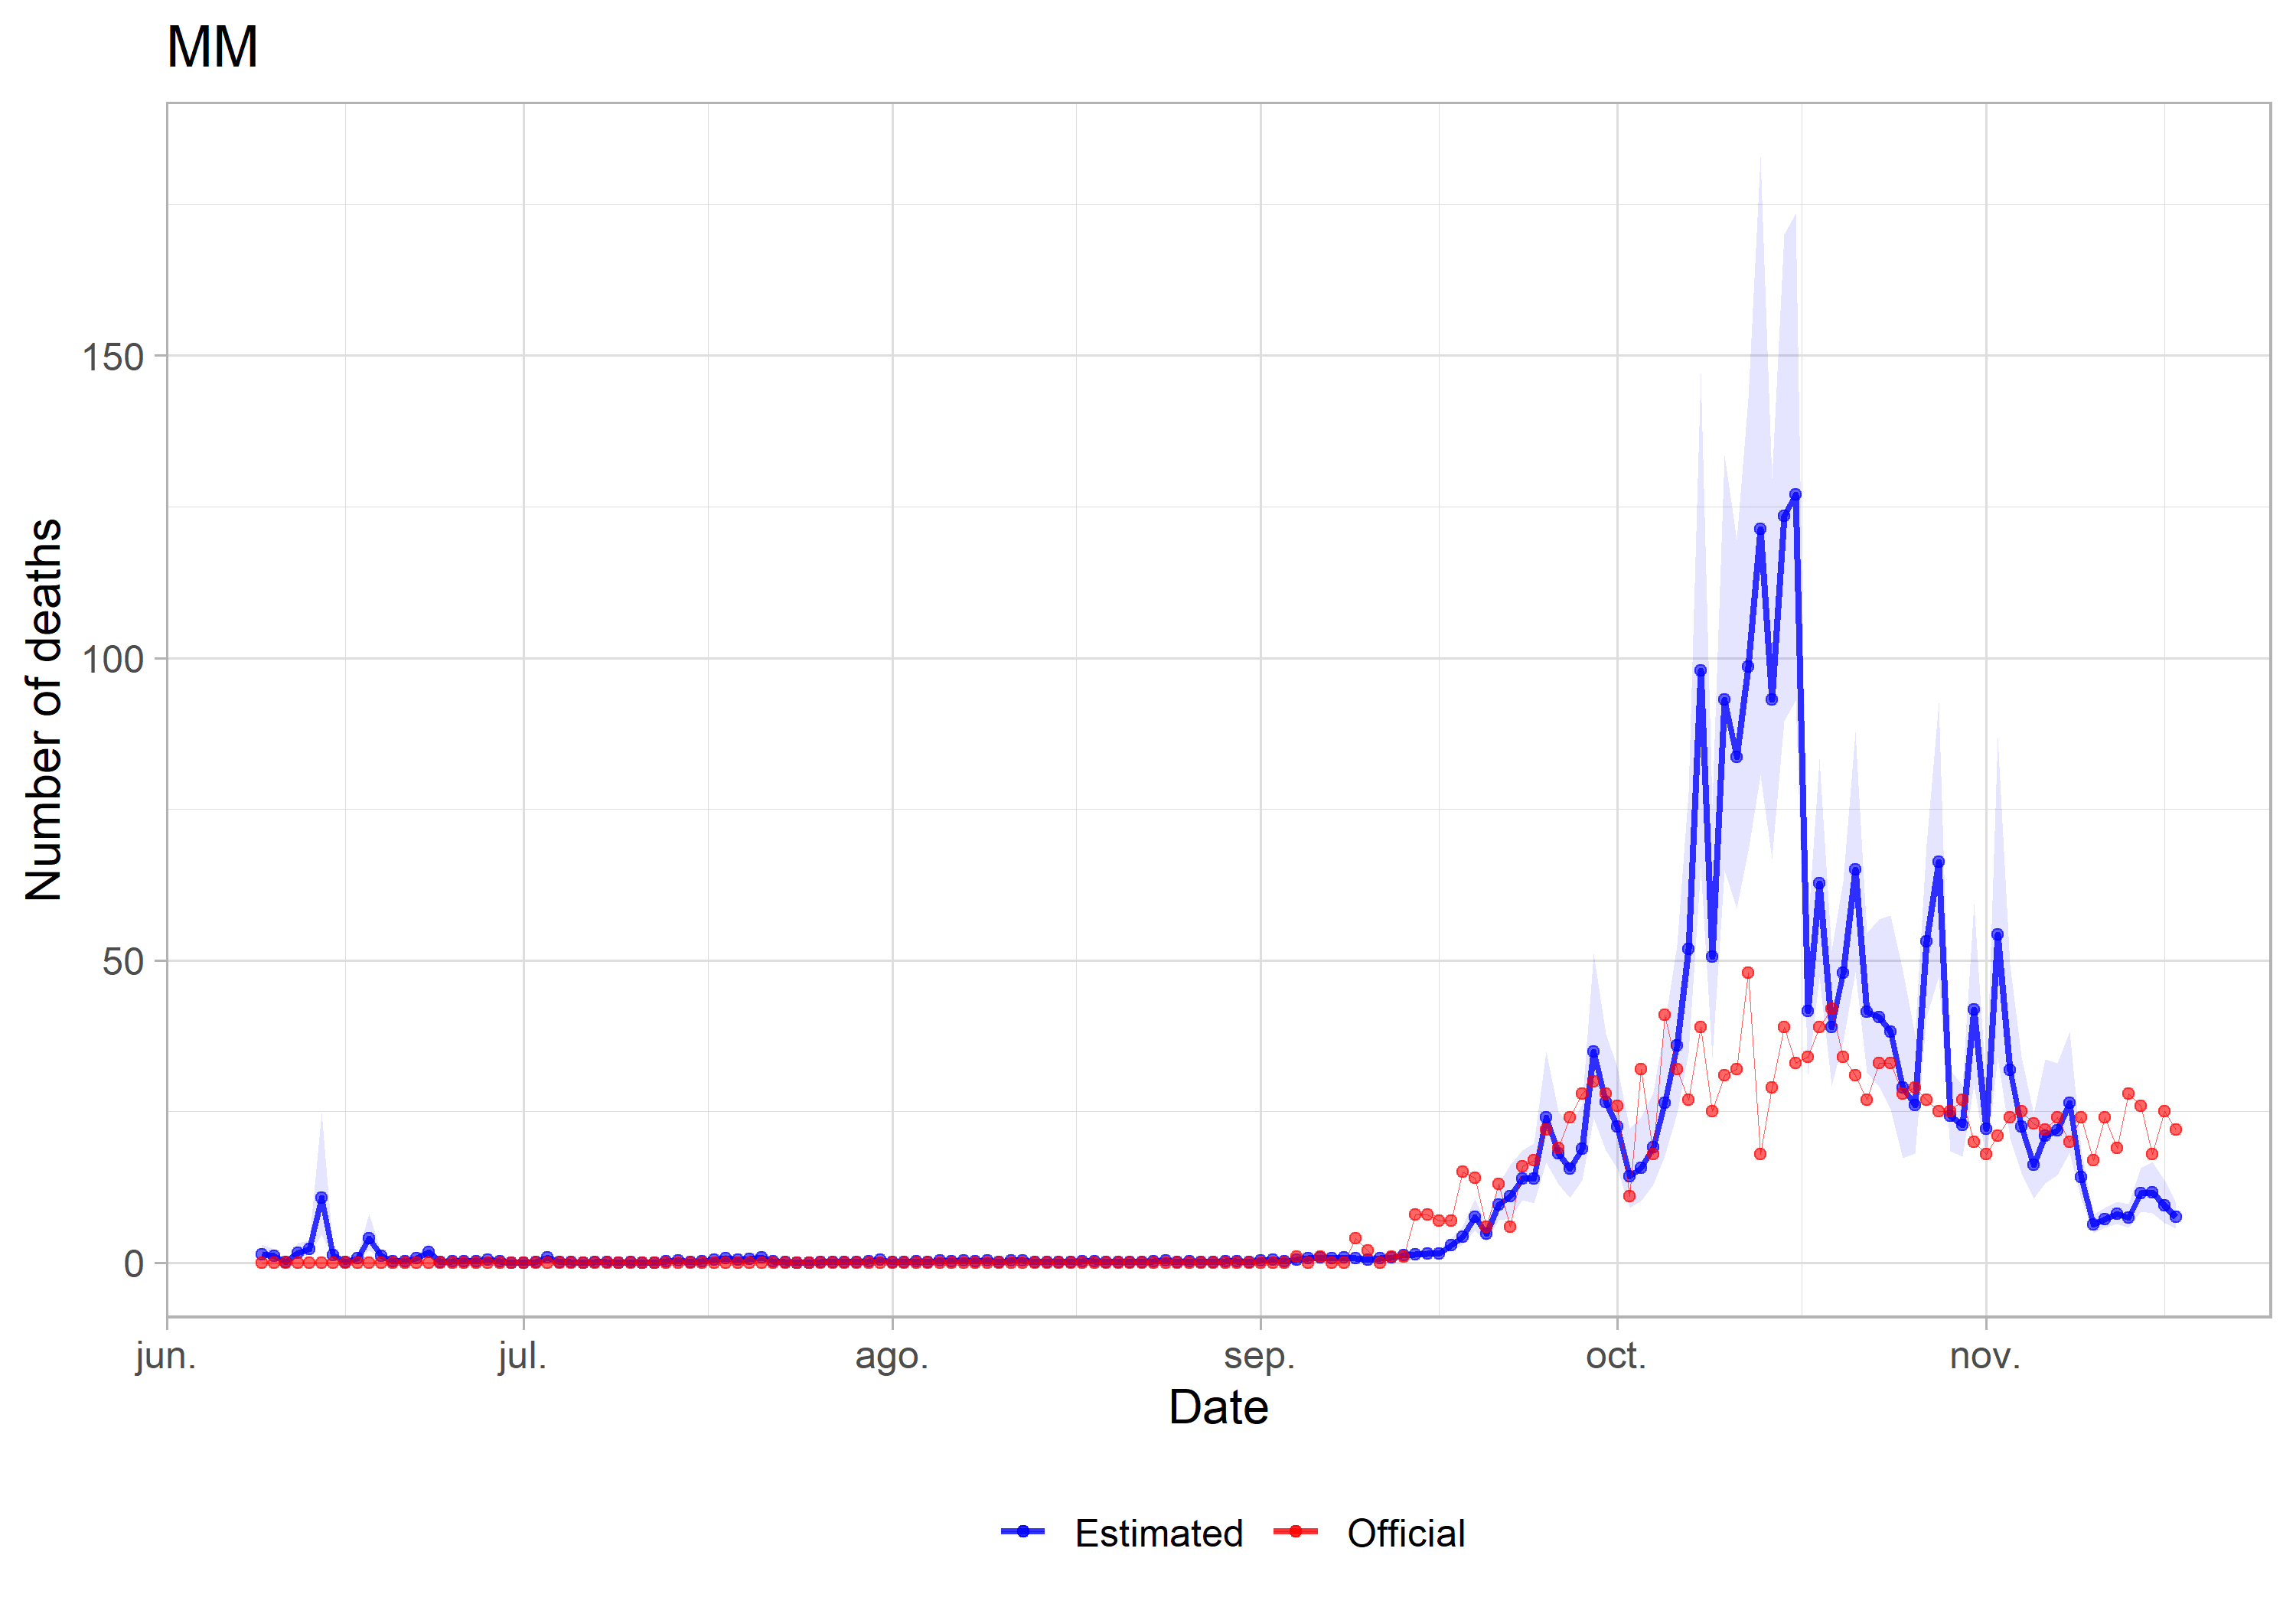 MM
Number of deaths
150
100
50
0
jun. jul. ago. sep. oct. nov.
Date
Estimated Official